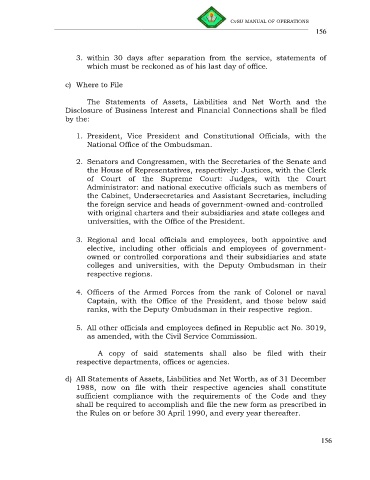 CvSU MANUAL OF OPERATIONS
156
3. within 30 days after separation from the service, statements of
which must be reckoned as of his last day of office.
c) Where to File
The Statements of Assets, Liabilities and Net Worth and the
Disclosure of Business Interest and Financial Connections shall be filed
by the:
1. President, Vice President and Constitutional Officials, with the
National Office of the Ombudsman.
2. Senators and Congressmen, with the Secretaries of the Senate and
the House of Representatives, respectively: Justices, with the Clerk
of Court of the Supreme Court: Judges, with the Court
Administrator: and national executive officials such as members of
the Cabinet, Undersecretaries and Assistant Secretaries, including
the foreign service and heads of government-owned and-controlled
with original charters and their subsidiaries and state colleges and
universities, with the Office of the President.
3. Regional and local officials and employees, both appointive and
elective, including other officials and employees of government-
owned or controlled corporations and their subsidiaries and state
colleges and universities, with the Deputy Ombudsman in their
respective regions.
4. Officers of the Armed Forces from the rank of Colonel or naval
Captain, with the Office of the President, and those below said
ranks, with the Deputy Ombudsman in their respective region.
5. All other officials and employees defined in Republic act No. 3019,
as amended, with the Civil Service Commission.
A copy of said statements shall also be filed with their
respective departments, offices or agencies.
d) All Statements of Assets, Liabilities and Net Worth, as of 31 December
1988, now on file with their respective agencies shall constitute
sufficient compliance with the requirements of the Code and they
shall be required to accomplish and file the new form as prescribed in
the Rules on or before 30 April 1990, and every year thereafter.
156